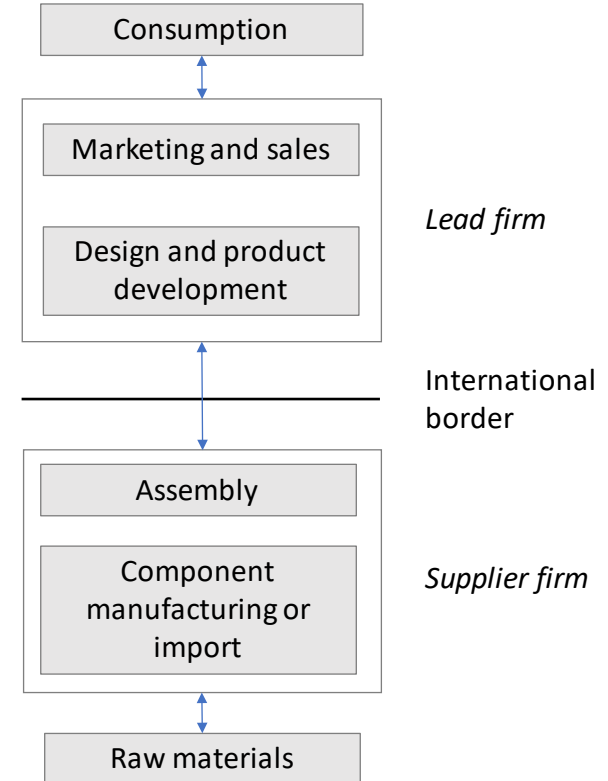 Consumption
Marketing and sales
Lead firm
Design and product
development
International
border
Assembly
Component
manufacturing or
import
Supplier firm
Raw materials